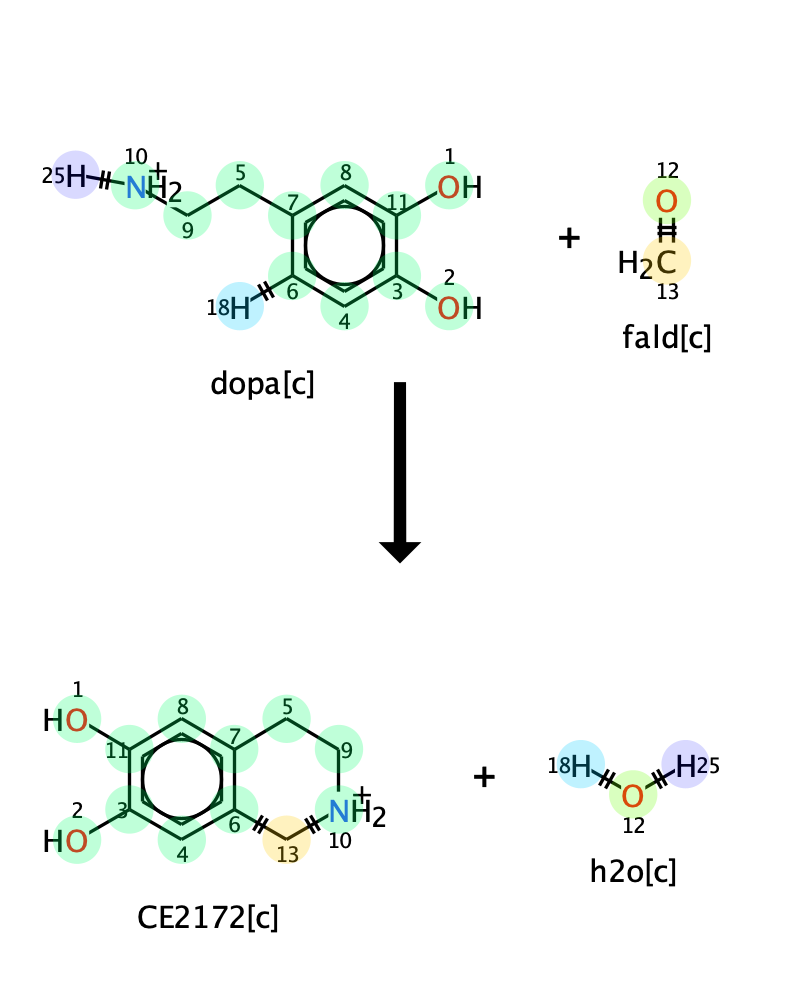 10 5 8 1 12
25H NH2+ 7 11 OH O
9 + H2C
18H 6 3 2 OH 13
4 fald[c]
dopa[c]
1 8 5
HO 11 7 9
+ 18H H25
2 3 6 NH2+ O
HO 4 13 10 12
h2o[c]
CE2172[c]